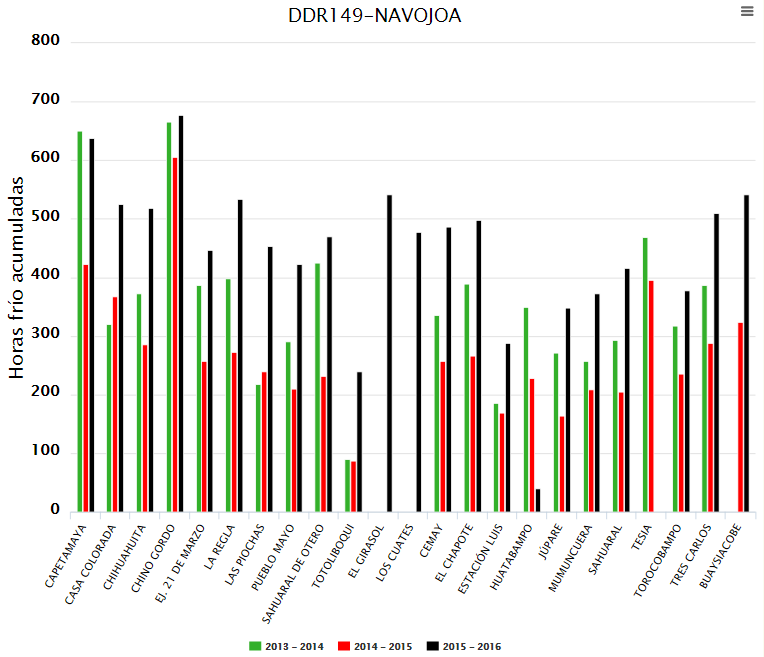 DDR149-NAVOJOA
Horas frío acumuladas
800
700
600
500
400
300
200
100
0
CAPETAMAYA
CASA COLORADA
CHIHUAHUITA
CHINO GORDO
EJ. 21 DE MARZO
LA REGLA
LAS PIOCHAS
PUEBLO MAYO
SAHUARAL DE OTERO
TOTOLIBOQUI
EL GIRASOL
LOS CUATES
CEMAY
EL CHAPOTE
ESTACIÓN LUIS
HUATABAMPO
JÚPARE
MUMUNCUERA
SAHUARAL
TESIA
TOROCOBAMPO
TRES CARLOS
BUAYSIACOBE
2013 - 2014
2014 - 2015
2015 - 2016